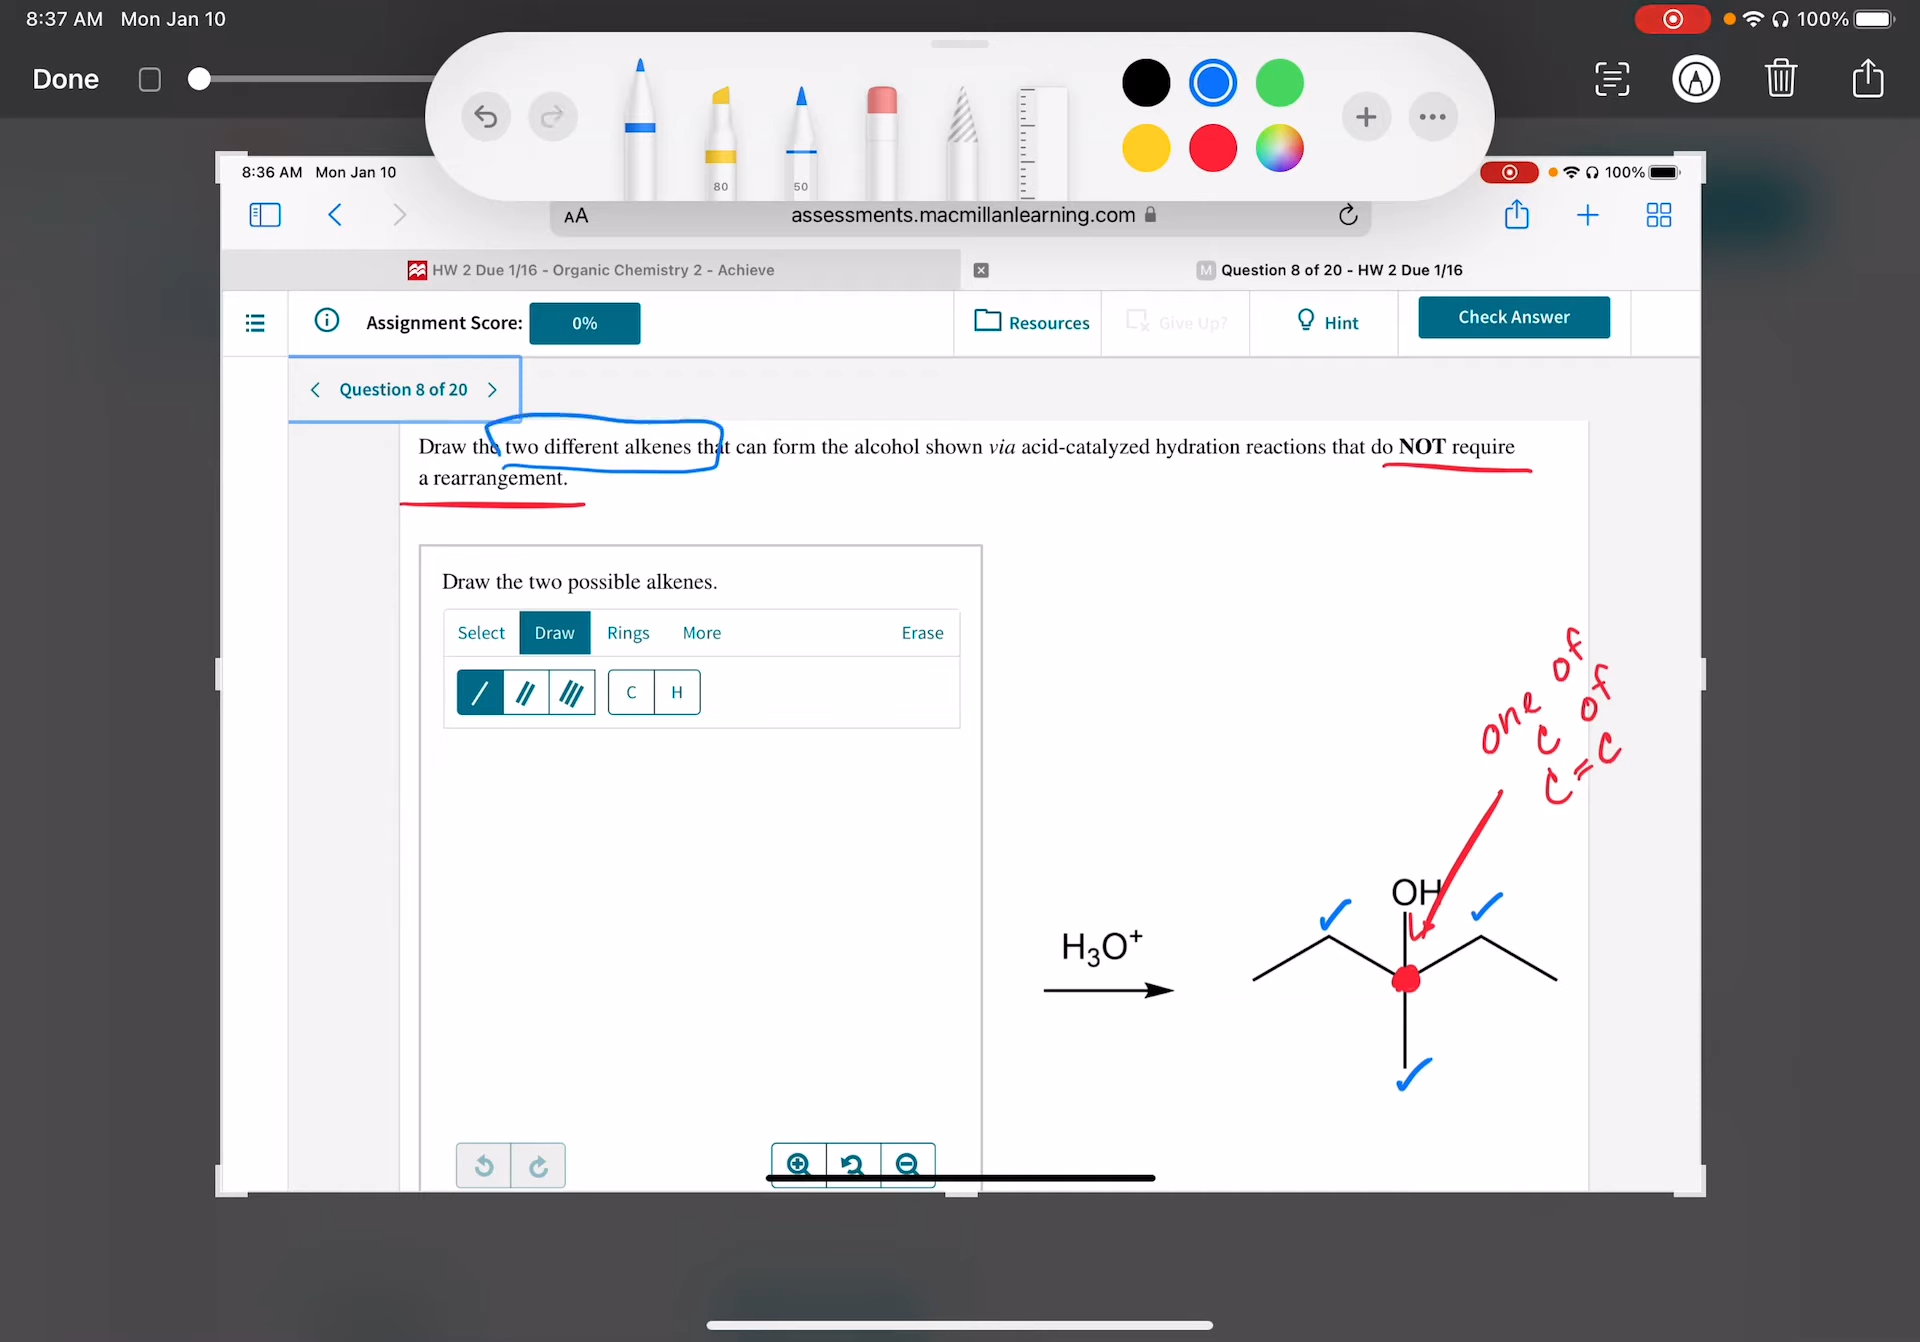 8:37 AM Mon Jan 10
100%
Done
80
50
8:36 AM Mon Jan 10
100%
AA
assessments.macmillanlearning.com
HW 2 Due 1/16 - Organic Chemistry 2 - Achieve
M Question 8 of 20 - HW 2 Due 1/16
Assignment Score: 0%
Resources
Give Up?
Hint
Check Answer
Question 8 of 20
Draw the two different alkenes that can form the alcohol shown via acid-catalyzed hydration reactions that do NOT require
a rearrangement.
Draw the two possible alkenes.
Select Draw Rings More Erase
C H
one of
C of
C=C
OH
H₃O⁺